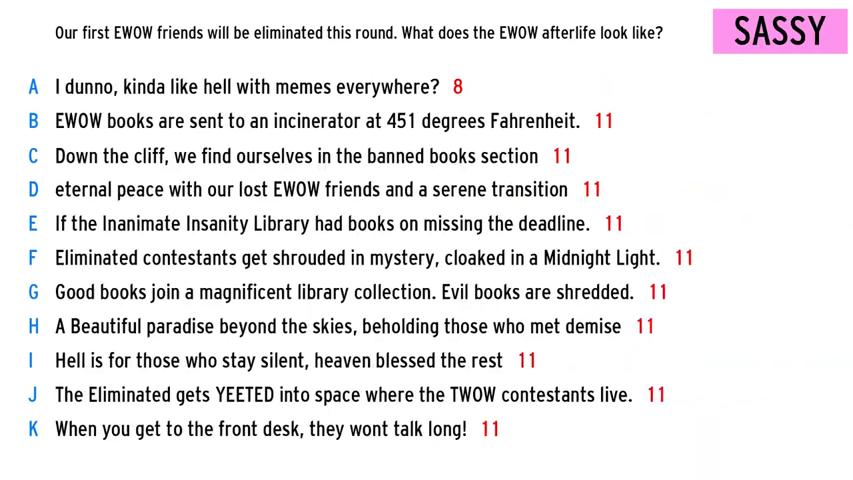 Our first EWOW friends will be eliminated this round. What does the EWOW afterlife look like?
SASSY
A I dunno, kinda like hell with memes everywhere? 8
B EWOW books are sent to an incinerator at 451 degrees Fahrenheit. 11
C Down the cliff, we find ourselves in the banned books section 11
D eternal peace with our lost EWOW friends and a serene transition 11
E If the Inanimate Insanity Library had books on missing the deadline. 11
F Eliminated contestants get shrouded in mystery, cloaked in a Midnight Light. 11
G Good books join a magnificent library collection. Evil books are shredded. 11
H A Beautiful paradise beyond the skies, beholding those who met demise 11
I Hell is for those who stay silent, heaven blessed the rest 11
J The Eliminated gets YEETED into space where the TWOW contestants live. 11
K When you get to the front desk, they wont talk long! 11